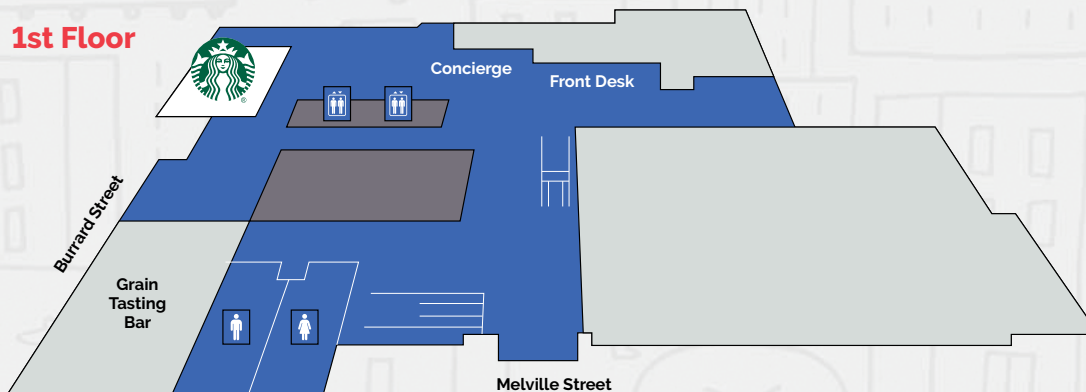 1st Floor
Concierge
Front Desk
Burrard Street
Grain
Tasting
Bar
Melville Street